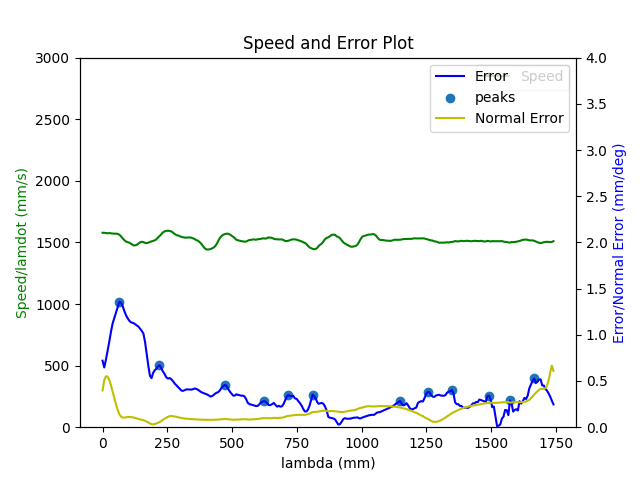 Speed and Error Plot
Speed/lamdot (mm/s)
3000
2500
2000
1500
1000
500
0
Error
Speed
peaks
Normal Error
4.0
3.5
3.0
2.5
2.0
1.5
1.0
0.5
0.0
Error/Normal Error (mm/deg)
0 250 500 750 1000 1250 1500 1750
lambda (mm)